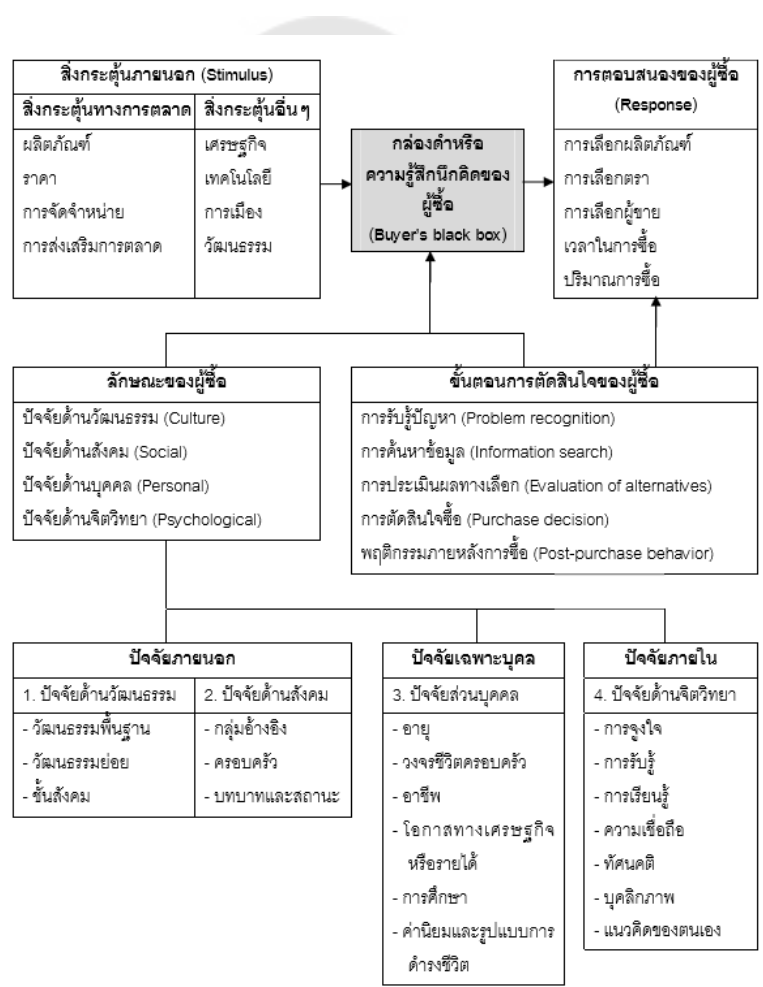 สิ่งกระตุ้นภายนอก (Stimulus)
สิ่งกระตุ้นทางการตลาด
ผลิตภัณฑ์
ราคา
การจัดจำหน่าย
การส่งเสริมการตลาด
สิ่งกระตุ้นอื่น ๆ
เศรษฐกิจ
เทคโนโลยี
การเมือง
วัฒนธรรม
กล่องดำหรือ
ความรู้สึกนึกคิดของ
ผู้ซื้อ
(Buyer's black box)
การตอบสนองของผู้ซื้อ
(Response)
การเลือกผลิตภัณฑ์
การเลือกตรา
การเลือกผู้ขาย
เวลาในการซื้อ
ปริมาณการซื้อ
ลักษณะของผู้ซื้อ
ปัจจัยด้านวัฒนธรรม (Culture)
ปัจจัยด้านสังคม (Social)
ปัจจัยด้านบุคคล (Personal)
ปัจจัยด้านจิตวิทยา (Psychological)
ขั้นตอนการตัดสินใจของผู้ซื้อ
การรับรู้ปัญหา (Problem recognition)
การค้นหาข้อมูล (Information search)
การประเมินผลทางเลือก (Evaluation of alternatives)
การตัดสินใจซื้อ (Purchase decision)
พฤติกรรมภายหลังการซื้อ (Post-purchase behavior)
ปัจจัยภายนอก
1. ปัจจัยด้านวัฒนธรรม
- วัฒนธรรมพื้นฐาน
- วัฒนธรรมย่อย
- ชั้นสังคม
2. ปัจจัยด้านสังคม
- กลุ่มอ้างอิง
- ครอบครัว
- บทบาทและสถานะ
ปัจจัยเฉพาะบุคล
3. ปัจจัยส่วนบุคคล
- อายุ
- วงจรชีวิตครอบครัว
- อาชีพ
- โอกาสทางเศรษฐกิจ
หรือรายได้
- การศึกษา
- ค่านิยมและรูปแบบการ
ดำรงชีวิต
ปัจจัยภายใน
4. ปัจจัยด้านจิตวิทยา
- การจูงใจ
- การรับรู้
- การเรียนรู้
- ความเชื่อถือ
- ทัศนคติ
- บุคลิกภาพ
- แนวคิดของตนเอง